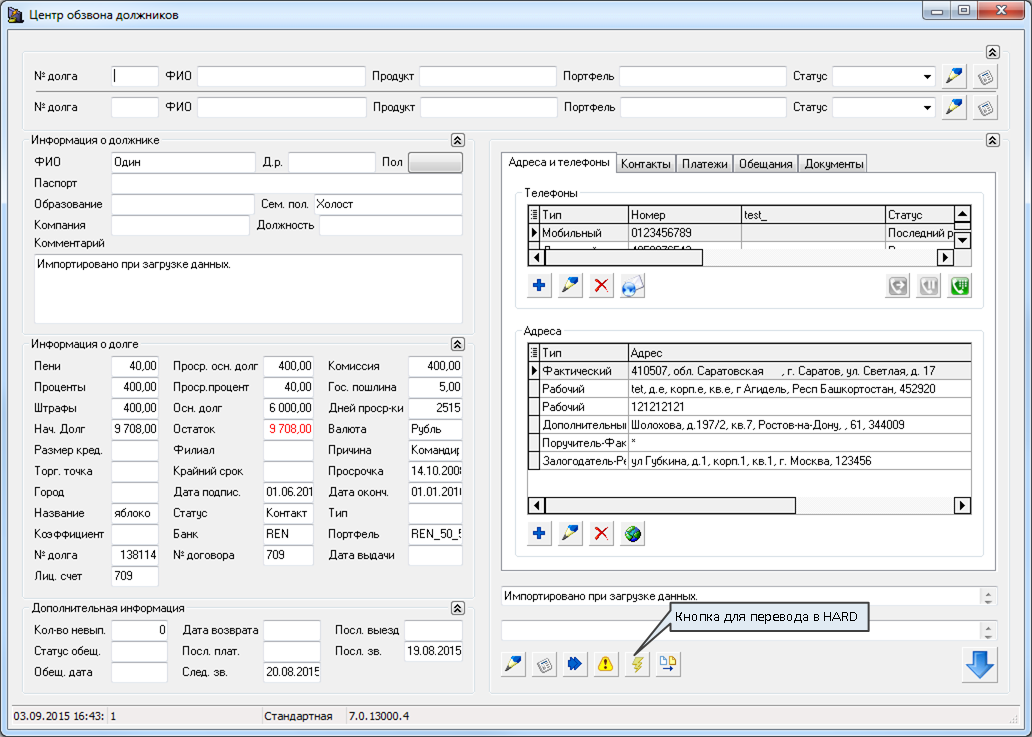 Центр обзвона должников
№ долга ФИО Продукт Портфель Статус
№ долга ФИО Продукт Портфель Статус
Информация о должнике
ФИО Один Д.р. Пол
Паспорт
Образование Сем. пол. Холост
Компания Должность
Комментарий
Импортировано при загрузке данных.
Информация о долге
Пени 40,00 Проср. осн. долг 400,00 Комиссия 400,00
Проценты 400,00 Проср.процент 40,00 Гос. пошлина 5,00
Штрафы 400,00 Осн. долг 6 000,00 Дней проср-ки 2515
Нач. Долг 9 708,00 Остаток 9 708,00 Валюта Рубль
Размер кред. Филиал Причина Командир
Торг. точка Крайний срок Просрочка 14.10.200
Город Дата подпис. 01.06.201 Дата оконч. 01.01.201
Название яблоко Статус Контакт Тип
Коэффициент Банк REN Портфель REN_50_
№ долга 138114 № договора 709 Дата выдачи
Лиц. счет 709
Дополнительная информация
Кол-во невып. 0 Дата возврата Посл. выезд
Статус обещ. Посл. плат. Посл. зв. 19.08.2015
Обещ. дата След. зв. 20.08.2015
Адреса и телефоны Контакты Платежи Обещания Документы
Телефоны
Тип Номер test_ Статус
Мобильный 0123456789 Последний р
Адреса
Тип Адрес
Фактический 410507, обл. Саратовская , г. Саратов, ул. Светлая, д. 17
Рабочий tet, д.е, корп.е, кв.е, г Агидель, Респ Башкортостан, 452920
Рабочий 121212121
Дополнительны Шолохова, д.197/2, кв.7, Ростов-на-Дону, , 61, 344009
Поручитель-Фак *
Залогодатель-Ре ул Губкина, д.1, корп.1, кв.1, г. Москва, 123456
Импортировано при загрузке данных.
Кнопка для перевода в HARD
03.09.2015 16:43: 1 Стандартная 7.0.13000.4